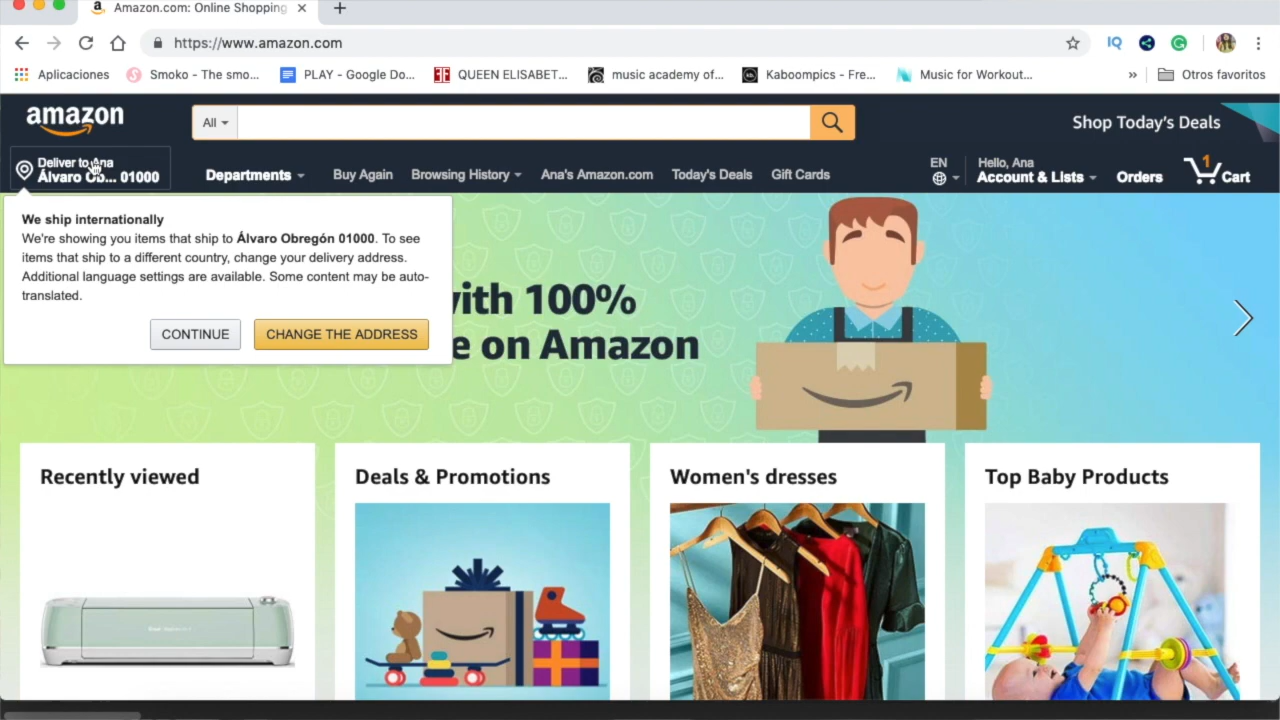 Amazon.com: Online Shopping
https://www.amazon.com
IQ
Aplicaciones
Smoko - The smo...
PLAY - Google Do...
QUEEN ELISABET...
music academy of...
Kaboompics - Fre...
Music for Workout...
»
Otros favoritos
amazon
All
Shop Today's Deals
Deliver to Ana
Álvaro Ob... 01000
Departments
Buy Again
Browsing History
Ana's Amazon.com
Today's Deals
Gift Cards
EN
Hello, Ana
Account & Lists
Orders
1
Cart
We ship internationally
We're showing you items that ship to Álvaro Obregón 01000. To see
items that ship to a different country, change your delivery address.
Additional language settings are available. Some content may be auto-
translated.
CONTINUE
CHANGE THE ADDRESS
with 100%
e on Amazon
Recently viewed
Deals & Promotions
Women's dresses
Top Baby Products